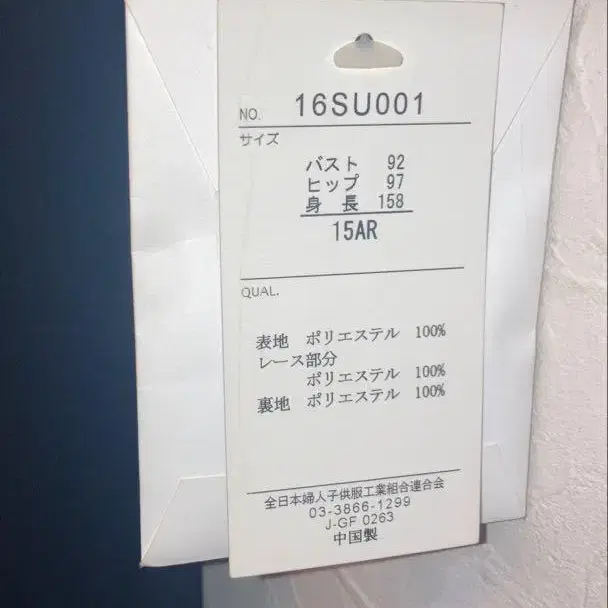 NO. 16SU001
サイズ
バスト 92
ヒップ 97
身長 158
15AR
QUAL.
表地 ポリエステル 100%
レース部分
ポリエステル 100%
裏地 ポリエステル 100%
全日本婦人子供服工業組合連合会
03-3866-1299
J-GF 0263
中国製